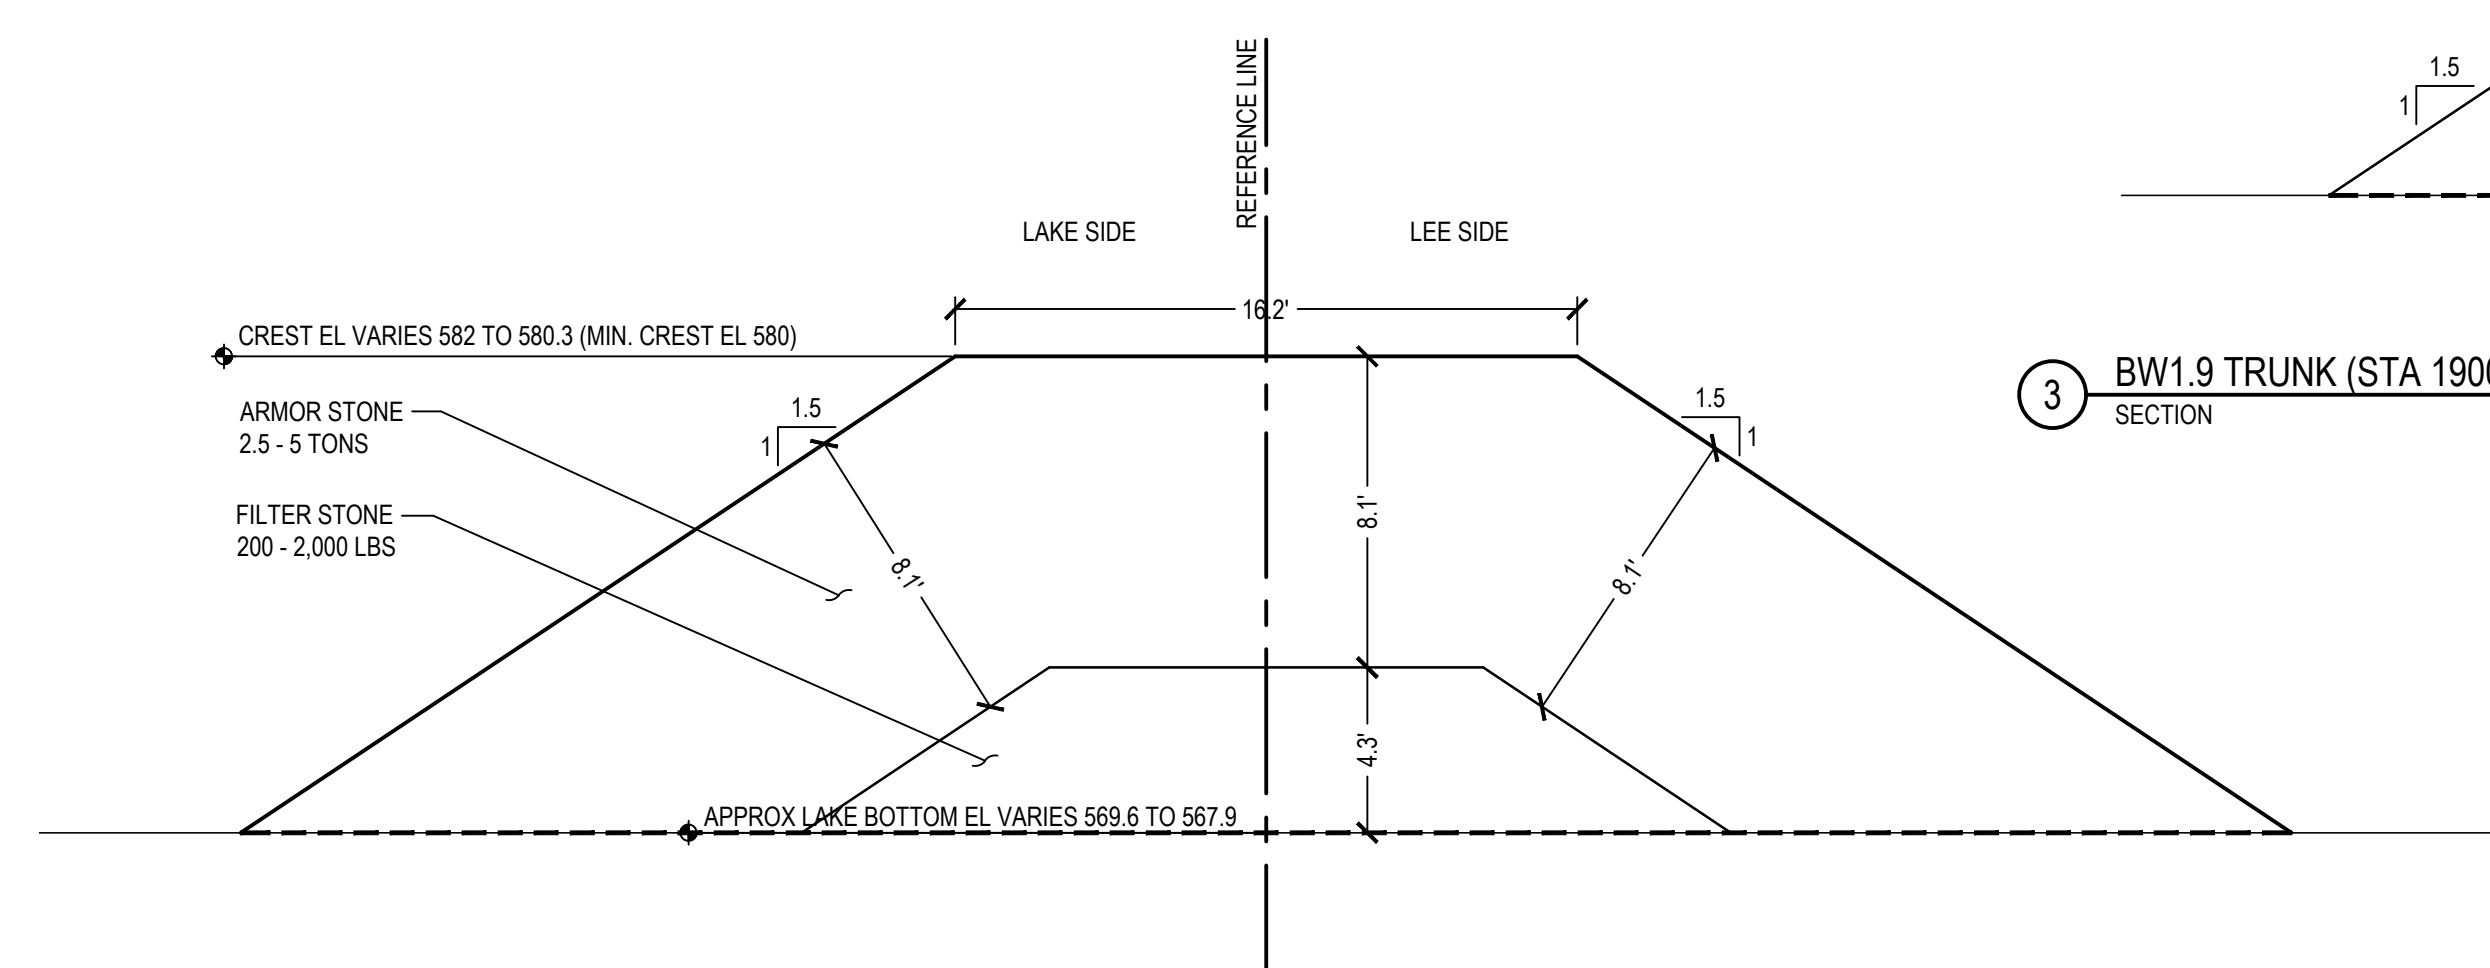 REFERENCE LINE
1.5
1
LAKE SIDE
LEE SIDE
16.2'
CREST EL VARIES 582 TO 580.3 (MIN. CREST EL 580)
3
BW1.9 TRUNK (STA 1900
SECTION
ARMOR STONE
2.5 - 5 TONS
1.5
1
1.5
1
FILTER STONE
200 - 2,000 LBS
8.1'
8.1'
8.1'
4.3'
APPROX LAKE BOTTOM EL VARIES 569.6 TO 567.9